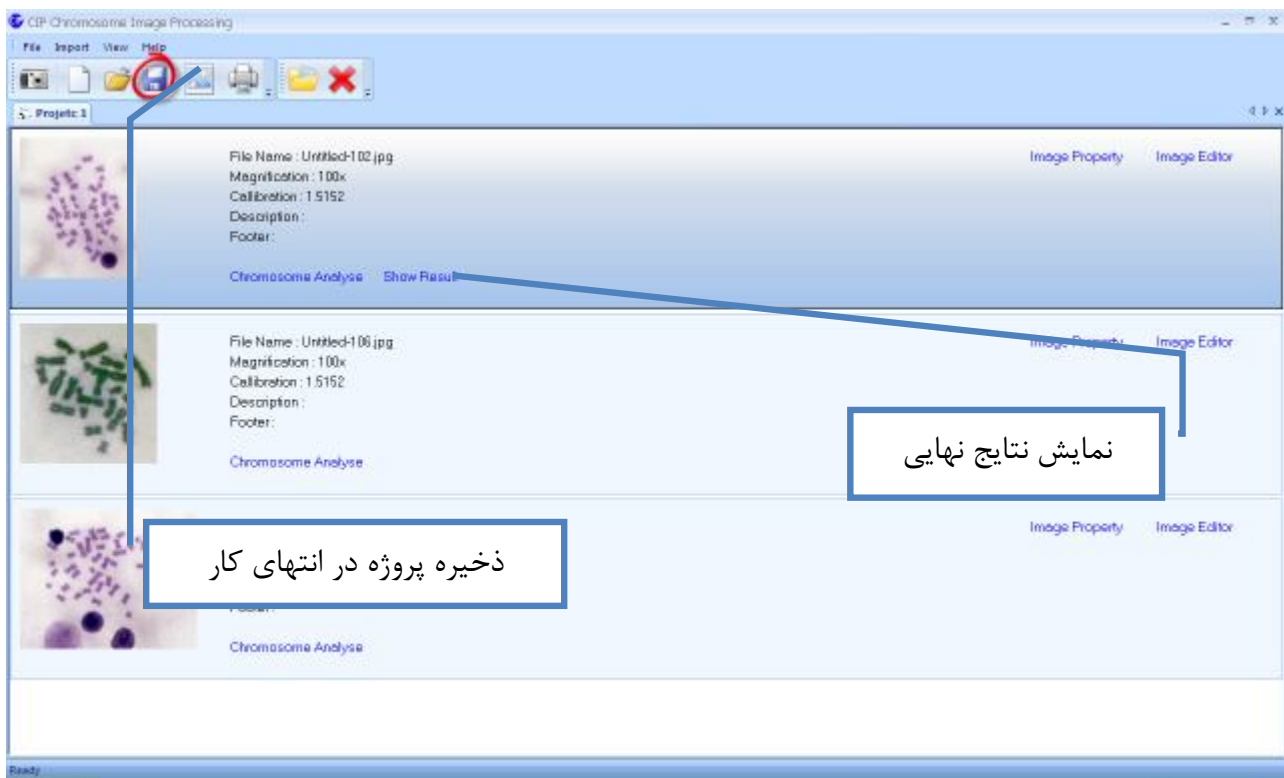 CIP Chromosome Image Processing
File Import View Help
Projetc 1
File Name : Untitled-102.jpg
Magnification : 100x
Callibration : 1.5152
Description :
Footer :
Image Property Image Editor
Chromosome Analyse Show Result
File Name : Untitled-106.jpg
Magnification : 100x
Callibration : 1.5152
Description :
Footer :
Image Property Image Editor
Chromosome Analyse
نمایش نتایج نهایی
Image Property Image Editor
ذخیره پروژه در انتهای کار
Footer :
Chromosome Analyse
Ready